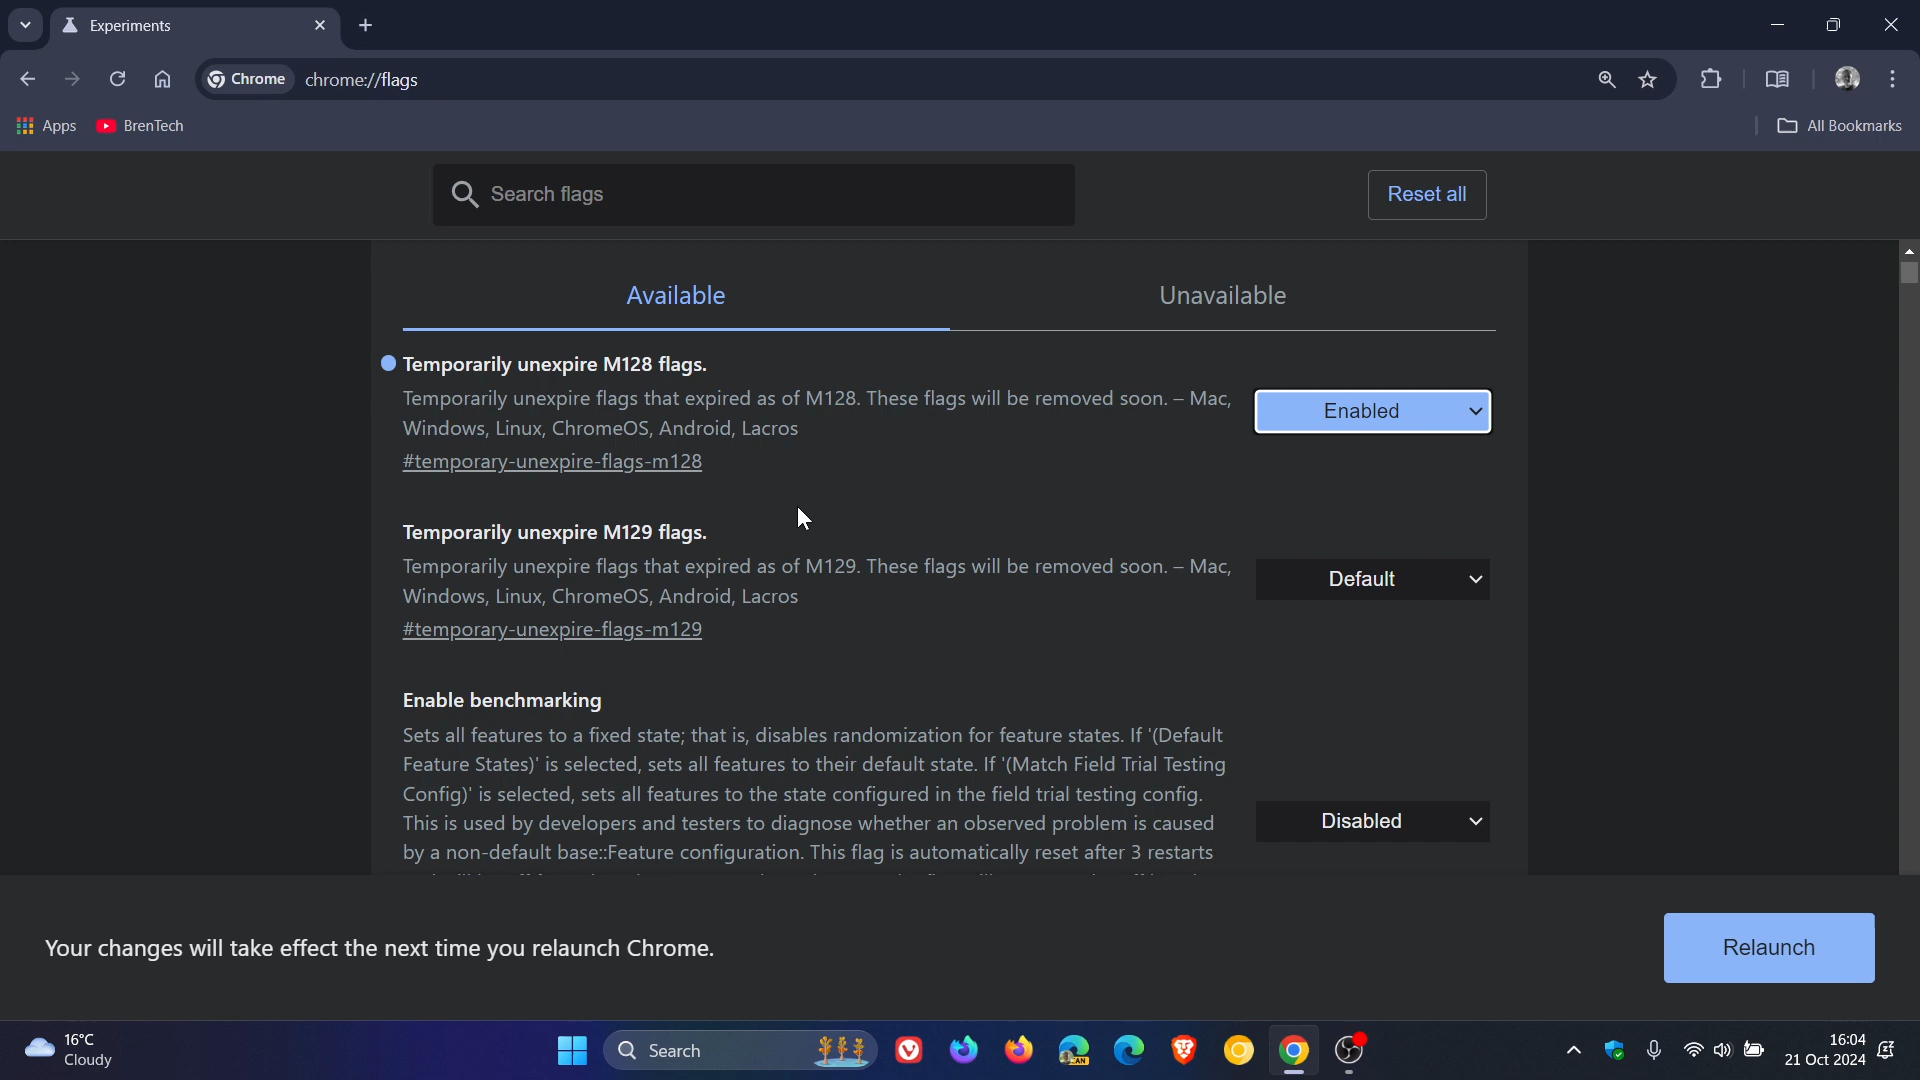 Experiments
Chrome chrome://flags
Apps BrenTech All Bookmarks
Search flags Reset all
Available Unavailable
Temporarily unexpire M128 flags.
Temporarily unexpire flags that expired as of M128. These flags will be removed soon. – Mac,
Windows, Linux, ChromeOS, Android, Lacros
#temporary-unexpire-flags-m128
Enabled
Temporarily unexpire M129 flags.
Temporarily unexpire flags that expired as of M129. These flags will be removed soon. – Mac,
Windows, Linux, ChromeOS, Android, Lacros
#temporary-unexpire-flags-m129
Default
Enable benchmarking
Sets all features to a fixed state; that is, disables randomization for feature states. If '(Default
Feature States)' is selected, sets all features to their default state. If '(Match Field Trial Testing
Config)' is selected, sets all features to the state configured in the field trial testing config.
This is used by developers and testers to diagnose whether an observed problem is caused
by a non-default base::Feature configuration. This flag is automatically reset after 3 restarts
Disabled
Your changes will take effect the next time you relaunch Chrome.
Relaunch
16°C
Cloudy
Search
CAN
16:04
21 Oct 2024